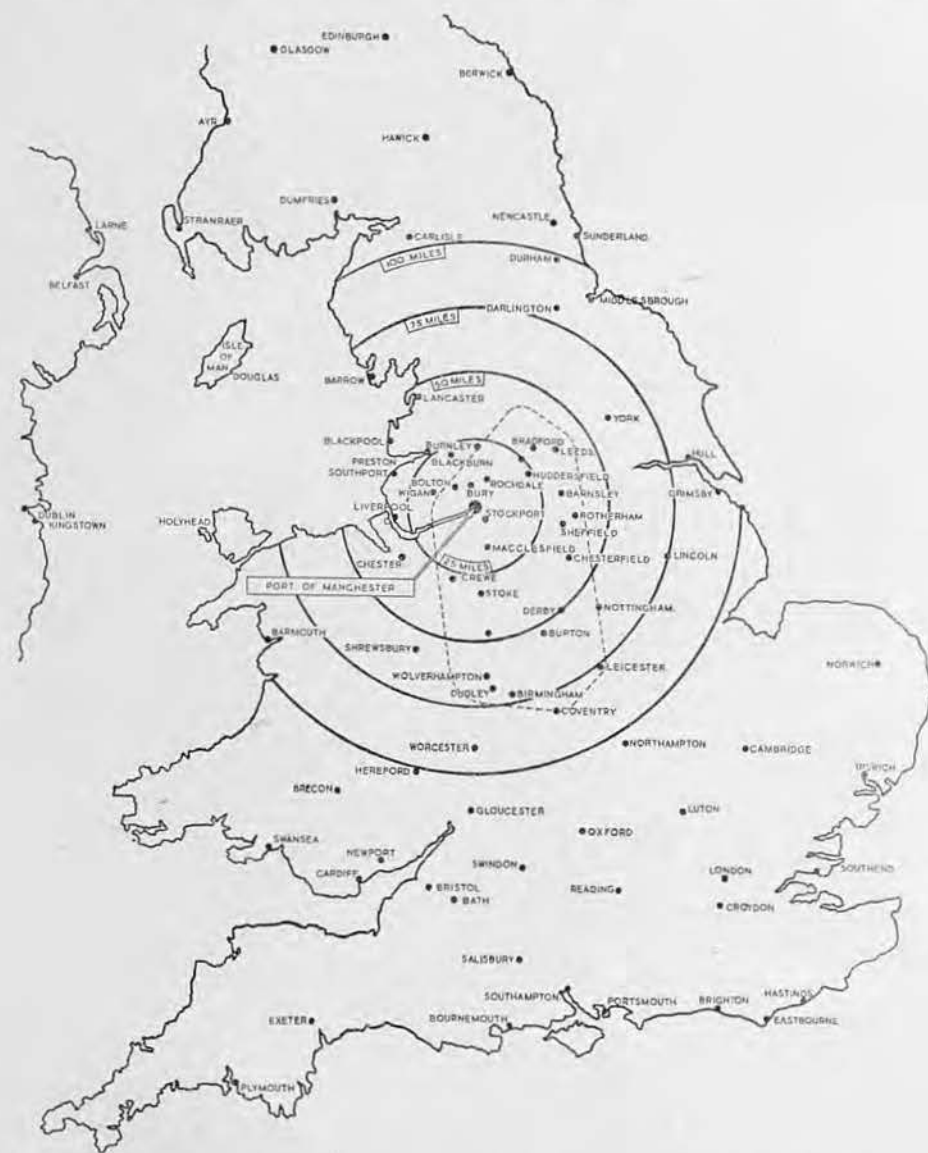 EDINBURGH
GLASGOW
BERWICK
AYR
HAWICK
DUMFRIES
LARNE
STRANRAER
NEWCASTLE
CARLISLE
SUNDERLAND
100 MILES
DURHAM
BELFAST
MIDDLESBROUGH
DARLINGTON
75 MILES
ISLE
OF
MAN
DOUGLAS
BARROW
50 MILES
LANCASTER
YORK
BLACKPOOL
BURNLEY
BRADFORD
LEEDS
HULL
PRESTON
BLACKBURN
SOUTHPORT
HUDDERSFIELD
BOLTON
ROCHDALE
WIGAN
BURY
BARNSLEY
GRIMSBY
LIVERPOOL
DUBLIN
KINGSTOWN
HOLYHEAD
STOCKPORT
ROTHERHAM
SHEFFIELD
MACCLESFIELD
CHESTER
CHESTERFIELD
LINCOLN
25 MILES
CREWE
PORT OF MANCHESTER
STOKE
DERBY
NOTTINGHAM.
BARMOUTH
BURTON
SHREWSBURY
LEICESTER
NORWICH
WOLVERHAMPTON
DUDLEY
BIRMINGHAM
COVENTRY
WORCESTER
NORTHAMPTON
CAMBRIDGE
HEREFORD
BRECON
GLOUCESTER
LUTON
OXFORD
SWANSEA
NEWPORT
SWINDON
CARDIFF
LONDON
SOUTHEND
BRISTOL
READING
BATH
CROYDON
SALISBURY
SOUTHAMPTON
PORTSMOUTH
BRIGHTON
HASTINGS
EXETER
BOURNEMOUTH
EASTBOURNE
PLYMOUTH